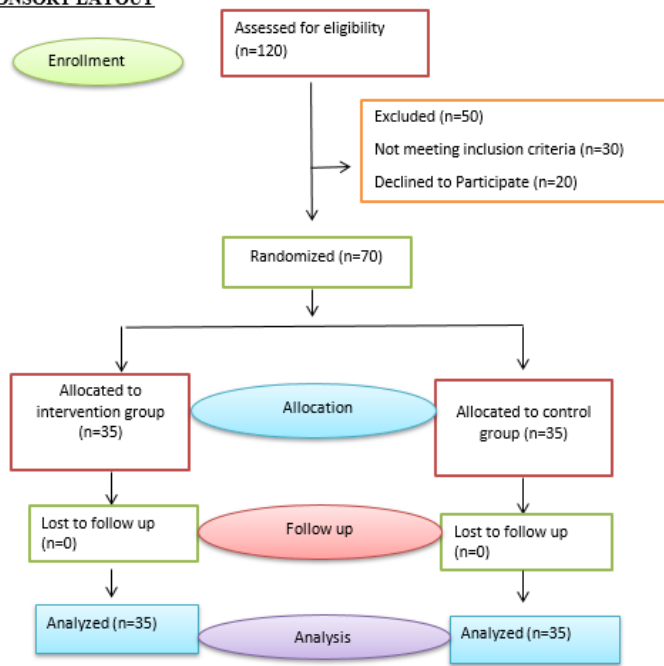 Assessed for eligibility
(n=120)
Enrollment
Excluded (n=50)
Not meeting inclusion criteria (n=30)
Declined to Participate (n=20)
Randomized (n=70)
Allocated to
intervention group
(n=35)
Allocation
Allocated to control
group (n=35)
Lost to follow up
(n=0)
Follow up
Lost to follow up
(n=0)
Analyzed (n=35)
Analysis
Analyzed (n=35)